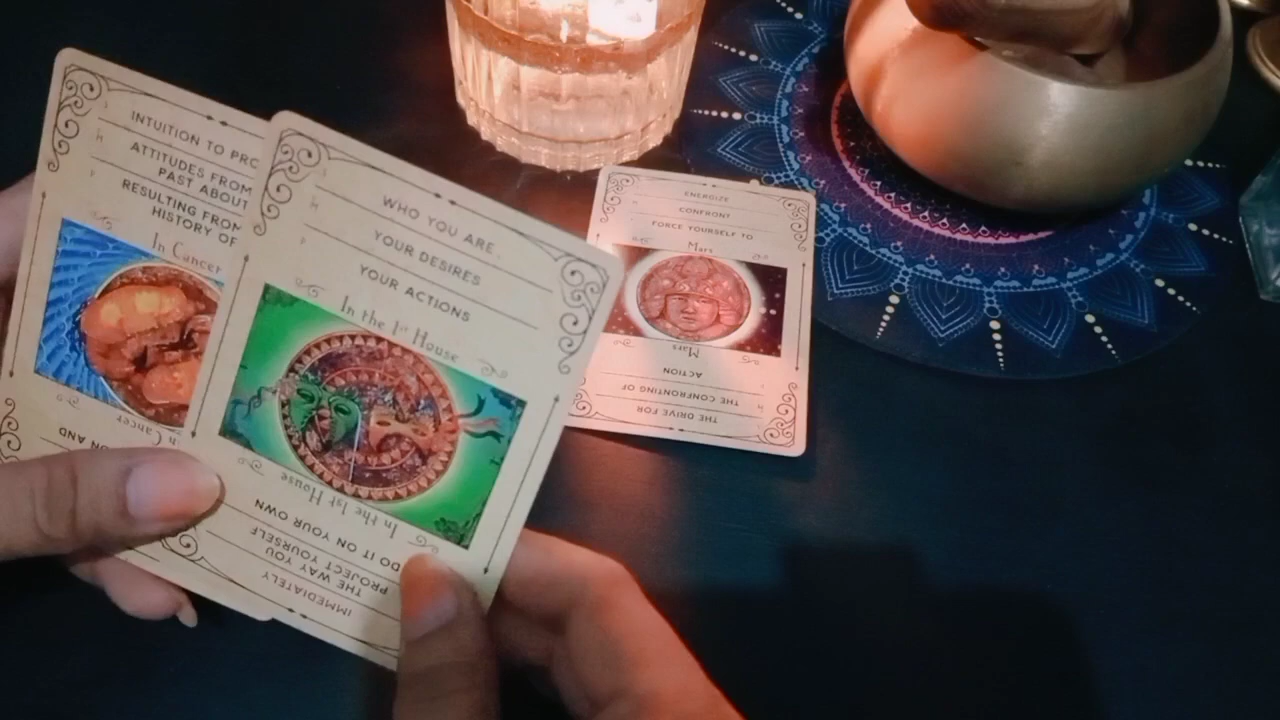 INTUITION TO
ATTITUDES FROM
PAST ABOUT
RESULTING FROM
HISTORY OF
In Cancer
In Cancer
ON AND
WHO YOU ARE
YOUR DESIRES
YOUR ACTIONS
In the 1st House
In the 1st House
DO IT ON YOUR OWN
PROJECT YOURSELF
THE WAY YOU
IMMEDIATELY
ENERGIZE
CONFRONT
FORCE YOURSELF TO
Mars
Mars
ACTION
THE CONFRONTING OF
THE DRIVE FOR